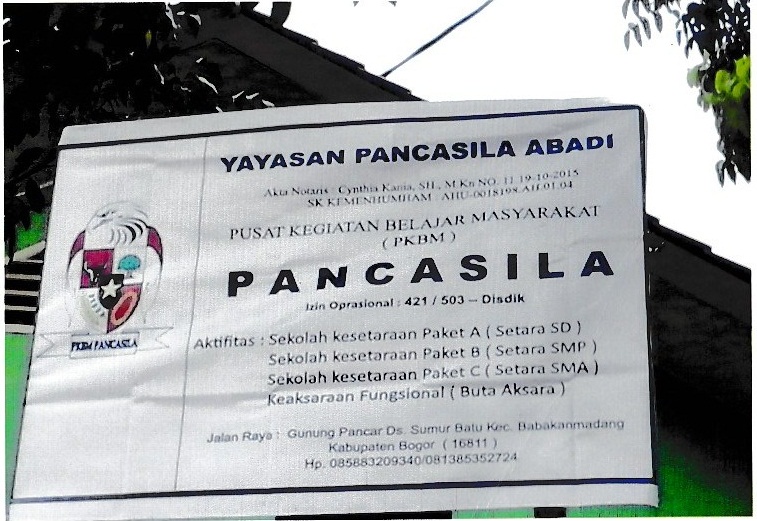 YAYASAN PANCASILA ABADI
Akta Notaris : Cynthia Kania, SH., M.Kn NO. 11 19-10-2015
SK KEMENHUMHAM : AHU-0018198.AH.01.04
PUSAT KEGIATAN BELAJAR MASYARAKAT
( PKBM )
PANCASILA
Izin Oprasional : 421 / 503 – Disdik
PKBM PANCASILA
Aktifitas : Sekolah kesetaraan Paket A ( Setara SD )
Sekolah kesetaraan Paket B ( Setara SMP )
Sekolah kesetaraan Paket C ( Setara SMA )
Keaksaraan Fungsional ( Buta Aksara )
Jalan Raya : Gunung Pancar Ds. Sumur Batu Kec. Babakanmadang
Kabupaten Bogor ( 16811 )
Hp. 085883209340/081385352724